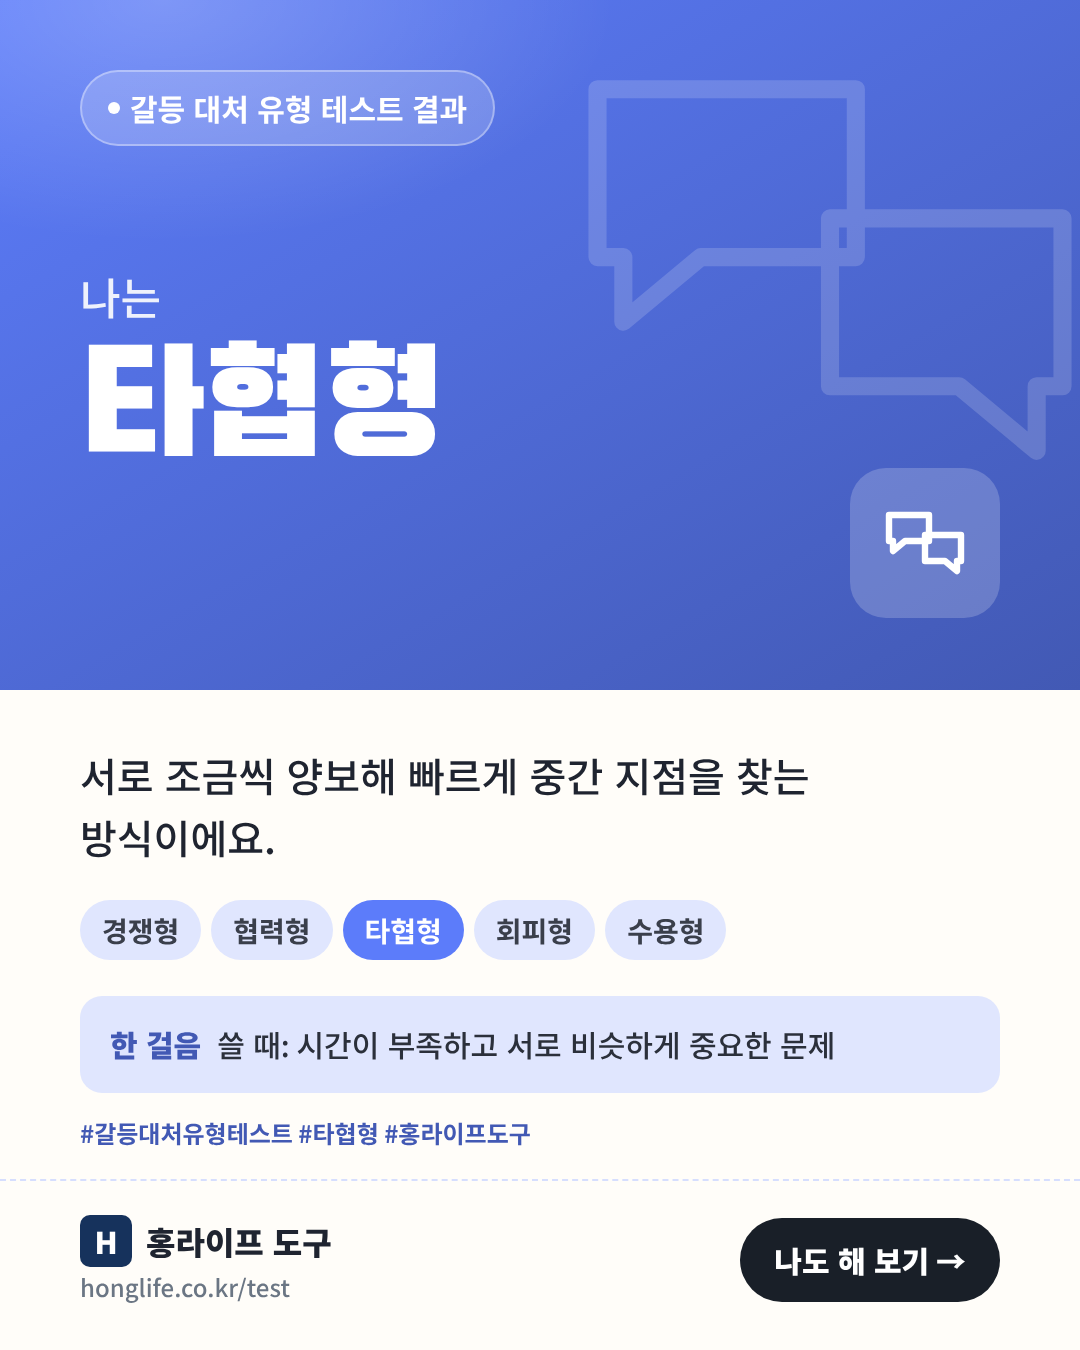 갈등 대처 유형 테스트 결과
나는
타협형
서로 조금씩 양보해 빠르게 중간 지점을 찾는
방식이에요.
경쟁형 협력형 타협형 회피형 수용형
한 걸음 쓸 때: 시간이 부족하고 서로 비슷하게 중요한 문제
#갈등대처유형테스트 #타협형 #홍라이프도구
H 홍라이프 도구
honglife.co.kr/test
나도 해 보기 →